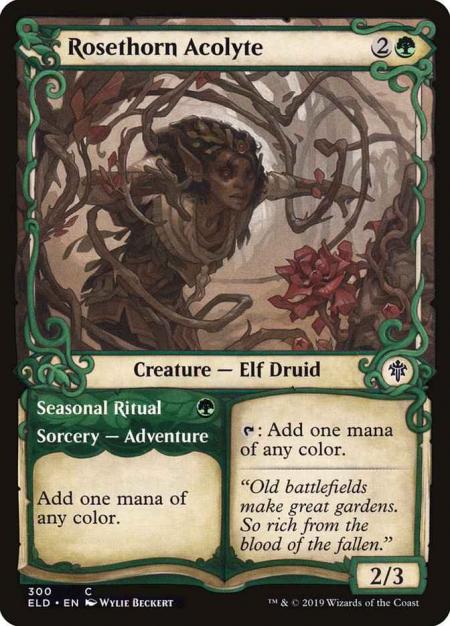 Rosethorn Acolyte 2
Creature — Elf Druid
Seasonal Ritual
Sorcery — Adventure
Add one mana of
any color.
: Add one mana
of any color.
“Old battlefields
make great gardens.
So rich from the
blood of the fallen.”
2/3
300 C
ELD • EN Wylie Beckert
™ & © 2019 Wizards of the Coast